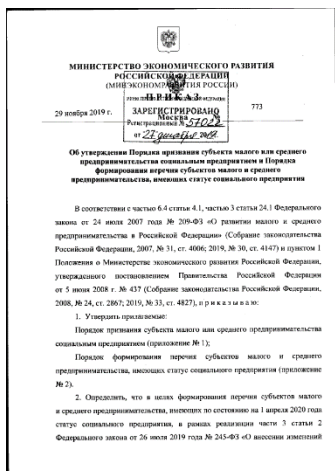 МИНИСТЕРСТВО ЭКОНОМИЧЕСКОГО РАЗВИТИЯ
РОССИЙСКОЙ ФЕДЕРАЦИИ
(МИНЭКОНОМРАЗВИТИЯ РОССИИ)
ПРИКАЗ
29 ноября 2019 г.
ЗАРЕГИСТРИРОВАНО
773
Москва
Регистрационный № 57022
от 27 декабря 2019.
Об утверждении Порядка признания субъекта малого или среднего
предпринимательства социальным предприятием и Порядка
формирования перечня субъектов малого и среднего
предпринимательства, имеющих статус социального предприятия
В соответствии с частью 6.4 статьи 4.1, частью 3 статьи 24.1 Федерального
закона от 24 июля 2007 года № 209-ФЗ «О развитии малого и среднего
предпринимательства в Российской Федерации» (Собрание законодательства
Российской Федерации, 2007, № 31, ст. 4006; 2019, № 30, ст. 4147) и пунктом 1
Положения о Министерстве экономического развития Российской Федерации,
утвержденного постановлением Правительства Российской Федерации
от 5 июня 2008 г. № 437 (Собрание законодательства Российской Федерации,
2008, № 24, ст. 2867; 2019, № 33, ст. 4827), п р и к а з ы в а ю:
1. Утвердить прилагаемые:
Порядок признания субъекта малого или среднего предпринимательства
социальным предприятием (приложение № 1);
Порядок формирования перечня субъектов малого и среднего
предпринимательства, имеющих статус социального предприятия (приложение
№ 2).
2. Определить, что в целях формирования перечня субъектов малого
и среднего предпринимательства, имеющих по состоянию на 1 апреля 2020 года
статус социального предприятия, в рамках реализации части 3 статьи 2
Федерального закона от 26 июля 2019 года № 245-ФЗ «О внесении изменений